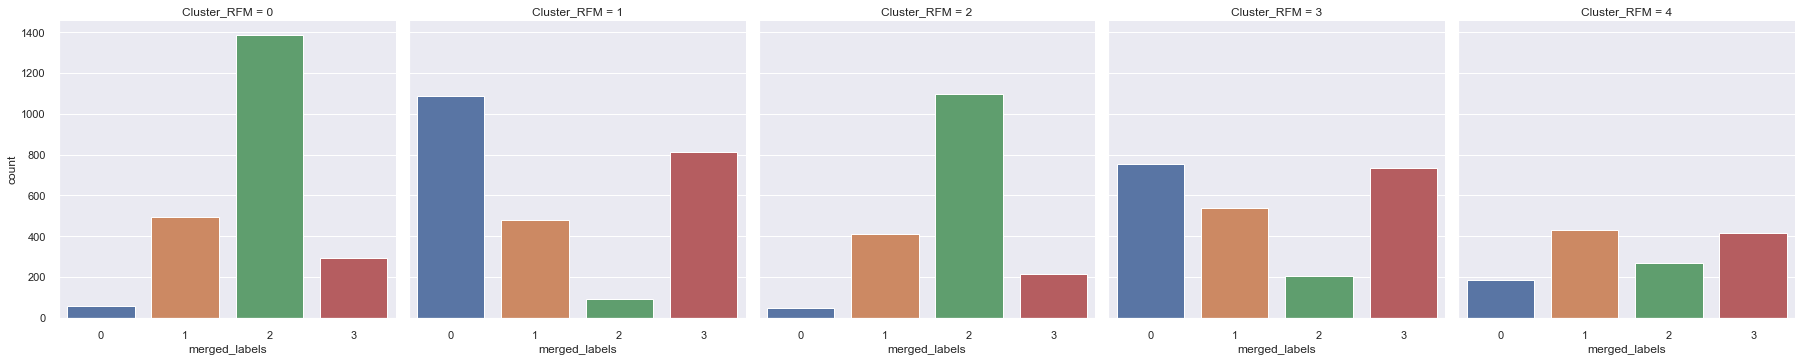 Cluster_RFM = 0 Cluster_RFM = 1 Cluster_RFM = 2 Cluster_RFM = 3 Cluster_RFM = 4
1400
1200
1000
800
600
400
200
0
count
0 1 2 3 0 1 2 3 0 1 2 3 0 1 2 3 0 1 2 3
merged_labels merged_labels merged_labels merged_labels merged_labels